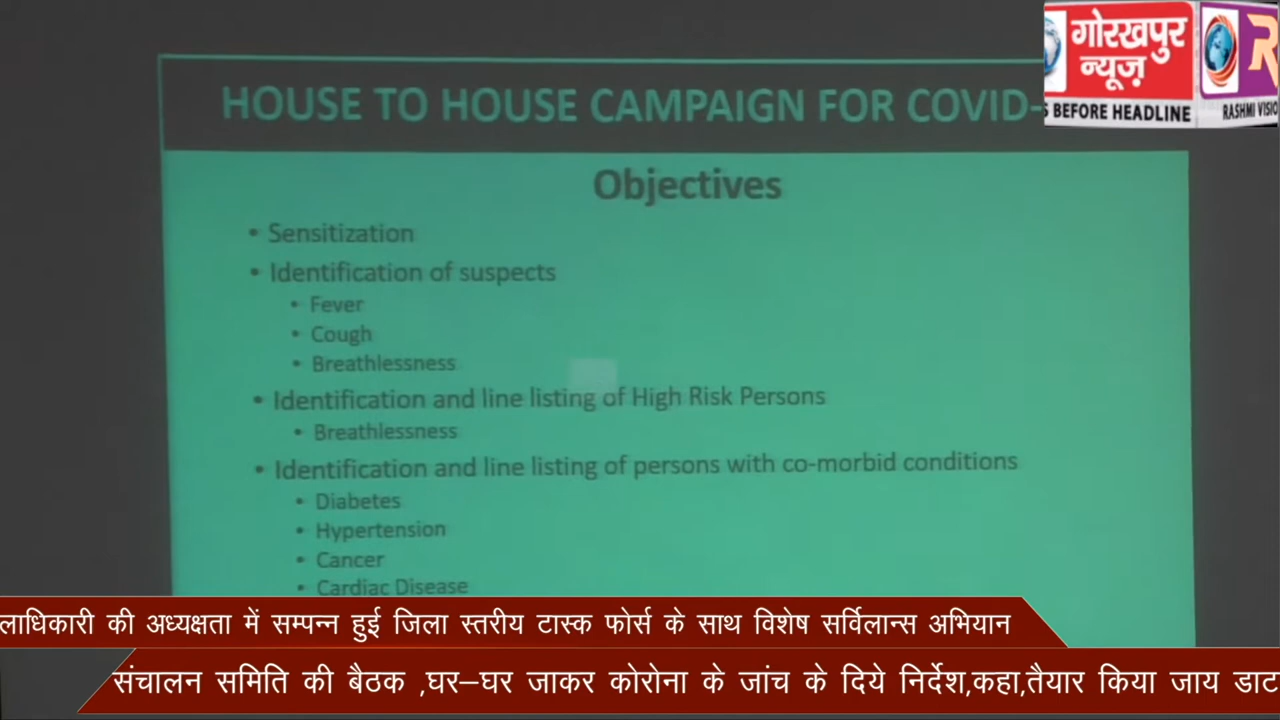 HOUSE TO HOUSE CAMPAIGN FOR COVID-
गोरखपुर
न्यूज़
S BEFORE HEADLINE
R
RASHMI VISIO
Objectives
• Sensitization
• Identification of suspects
• Fever
• Cough
• Breathlessness
• Identification and line listing of High Risk Persons
• Breathlessness
• Identification and line listing of persons with co-morbid conditions
• Diabetes
• Hypertension
• Cancer
• Cardiac Disease
लाधिकारी की अध्यक्षता में सम्पन्न हुई जिला स्तरीय टास्क फोर्स के साथ विशेष सर्विलान्स अभियान
संचालन समिति की बैठक ,घर–घर जाकर कोरोना के जांच के दिये निर्देश,कहा,तैयार किया जाय डाट